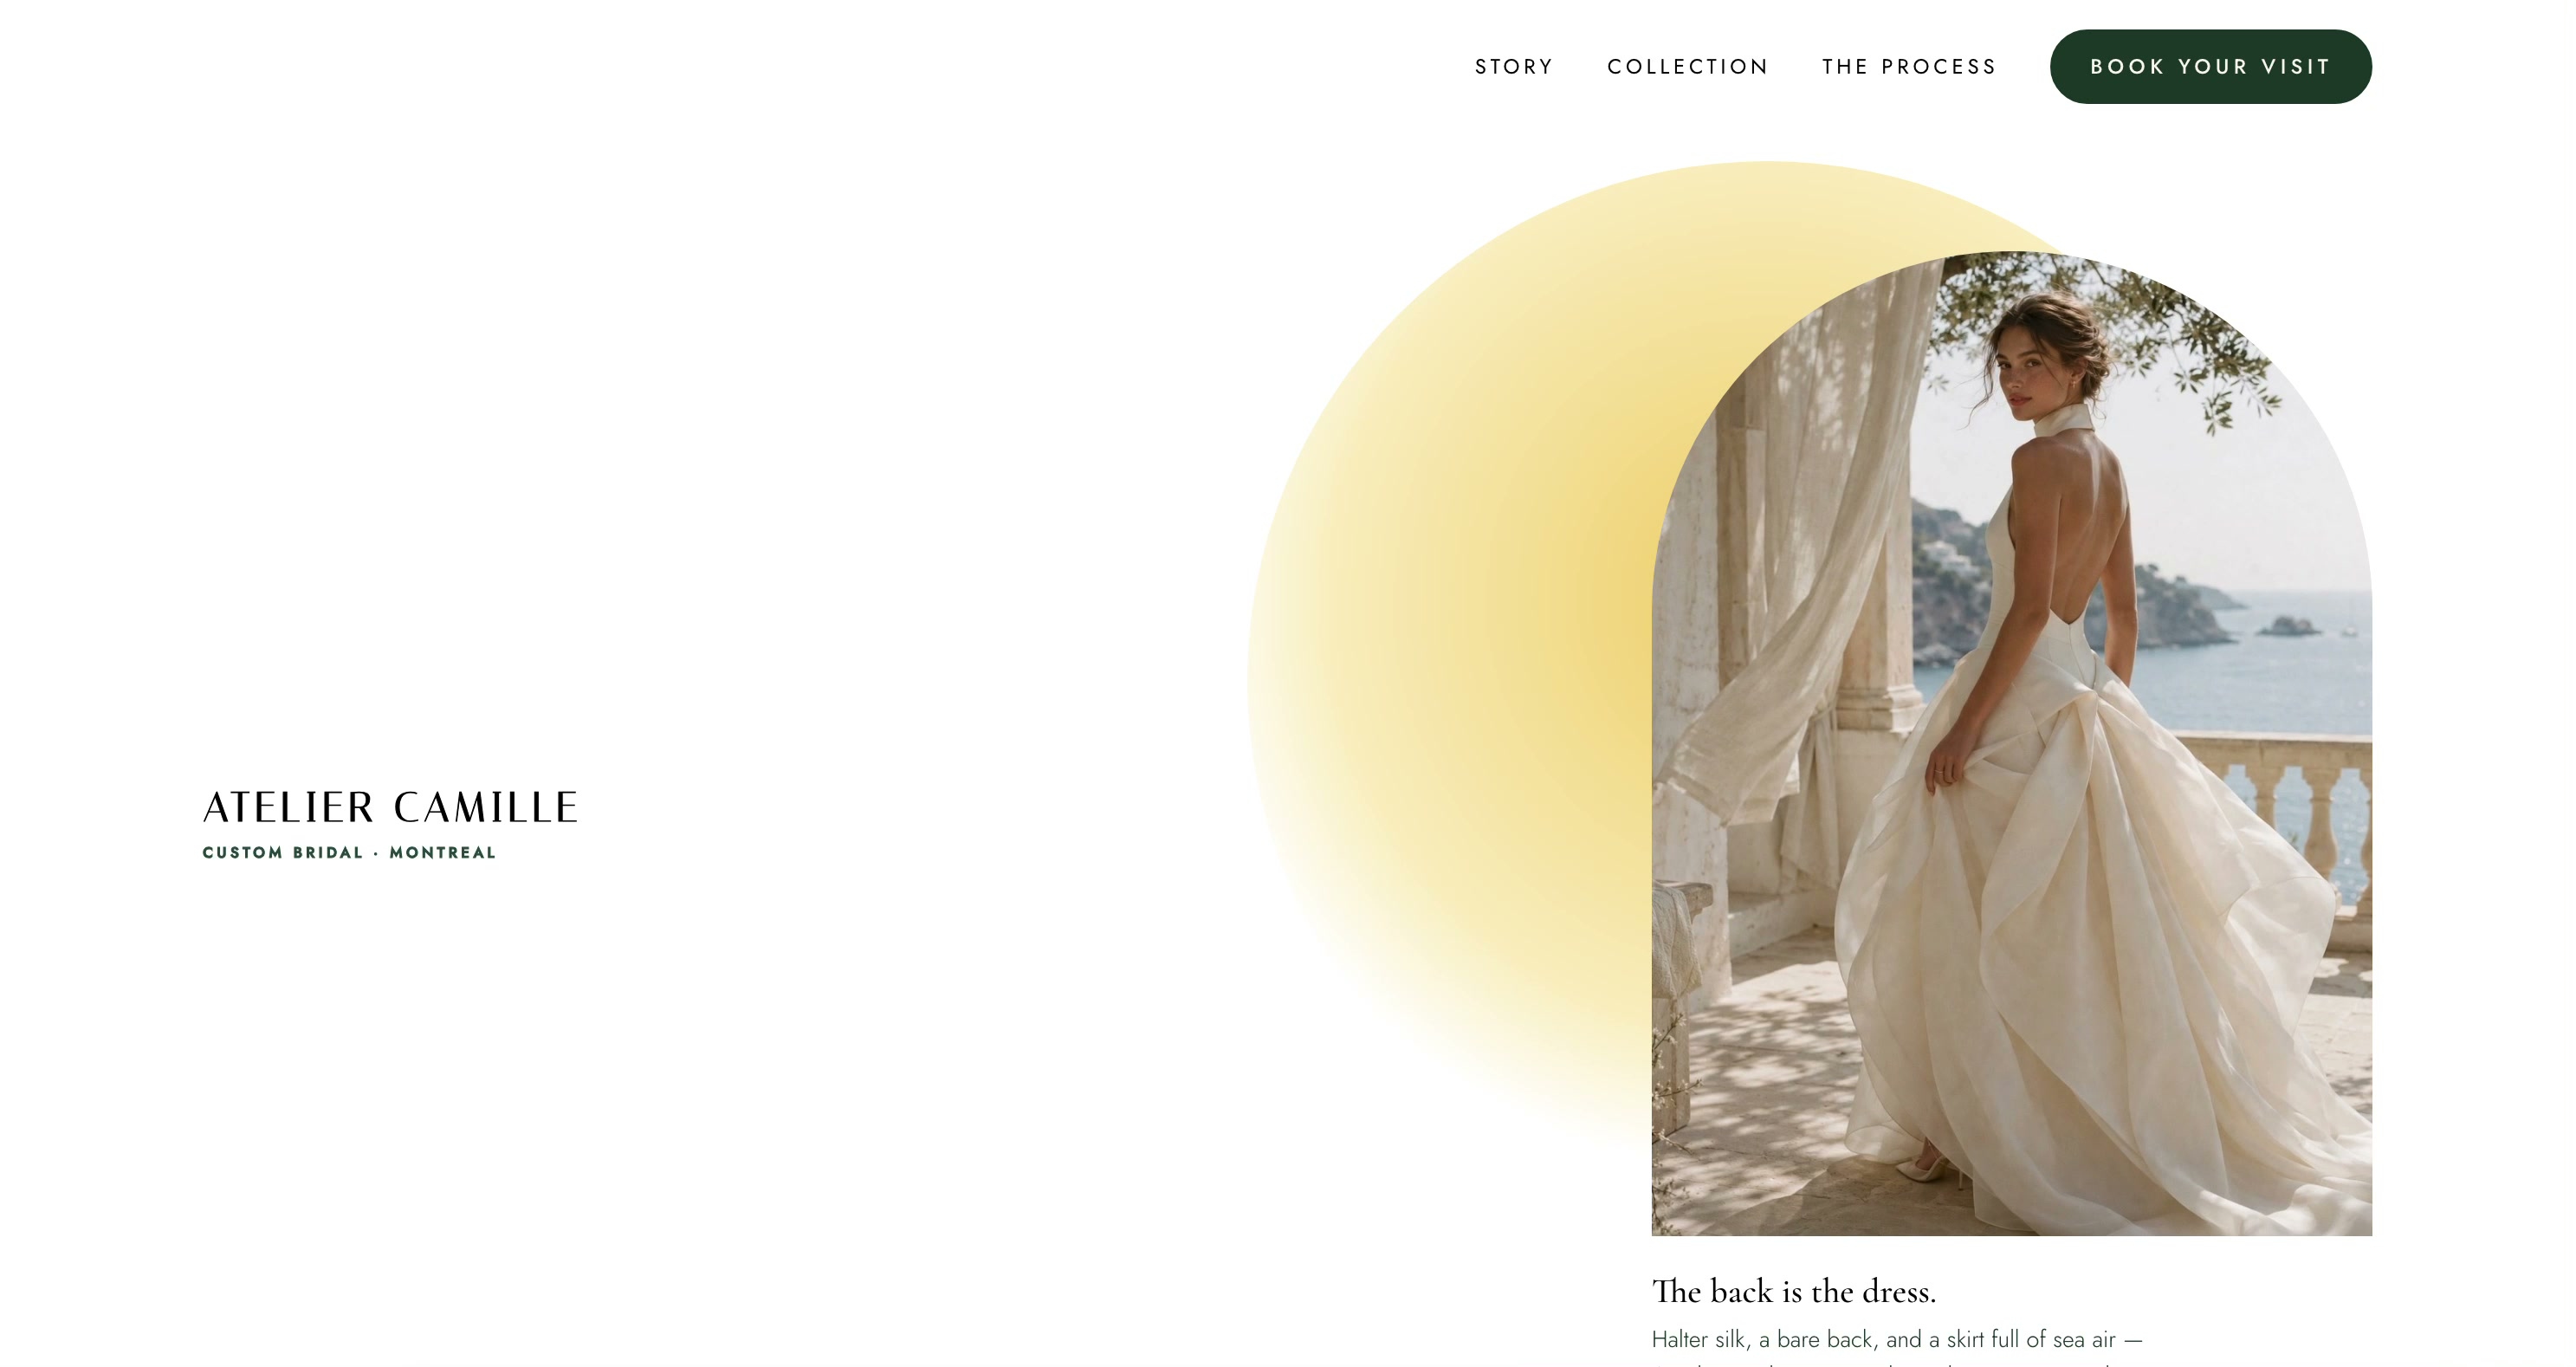 STORY COLLECTION THE PROCESS BOOK YOUR VISIT
ATELIER CAMILLE
CUSTOM BRIDAL · MONTREAL
The back is the dress.
Halter silk, a bare back, and a skirt full of sea air —